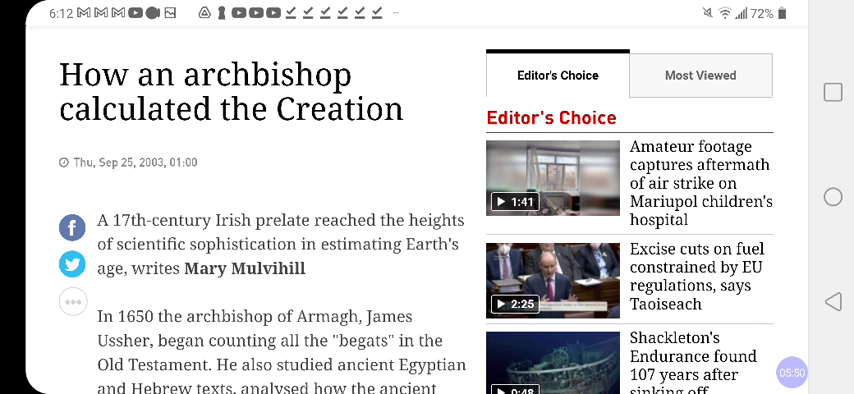 6:12
72%
How an archbishop
calculated the Creation
Thu, Sep 25, 2003, 01:00
A 17th-century Irish prelate reached the heights
of scientific sophistication in estimating Earth's
age, writes Mary Mulvihill
In 1650 the archbishop of Armagh, James
Ussher, began counting all the "begats" in the
Old Testament. He also studied ancient Egyptian
and Hebrew texts, analysed how the ancient
Editor's Choice
Most Viewed
Editor's Choice
1:41
Amateur footage
captures aftermath
of air strike on
Mariupol children's
hospital
2:25
Excise cuts on fuel
constrained by EU
regulations, says
Taoiseach
0:48
Shackleton's
Endurance found
107 years after
sinking off
05:50